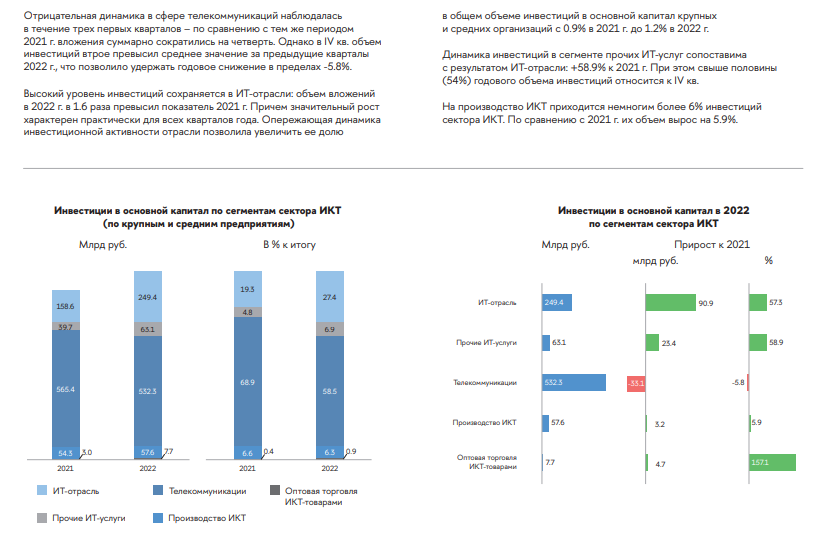 Отрицательная динамика в сфере телекоммуникаций наблюдалась
в течение трех первых кварталов – по сравнению с тем же периодом
2021 г. вложения суммарно сократились на четверть. Однако в IV кв. объем
инвестиций втрое превысил среднее значение за предыдущие кварталы
2022 г., что позволило удержать годовое снижение в пределах -5.8%.
Высокий уровень инвестиций сохраняется в ИТ-отрасли: объем вложений
в 2022 г. в 1.6 раза превысил показатель 2021 г. Причем значительный рост
характерен практически для всех кварталов года. Опережающая динамика
инвестиционной активности отрасли позволила увеличить ее долю
в общем объеме инвестиций в основной капитал крупных
и средних организаций с 0.9% в 2021 г. до 1.2% в 2022 г.
Динамика инвестиций в сегменте прочих ИТ-услуг сопоставима
с результатом ИТ-отрасли: +58.9% к 2021 г. При этом свыше половины
(54%) годового объема инвестиций относится к IV кв.
На производство ИКТ приходится немногим более 6% инвестиций
сектора ИКТ. По сравнению с 2021 г. их объем вырос на 5.9%.
Инвестиции в основной капитал по сегментам сектора ИКТ
(по крупным и средним предприятиям)
Млрд руб.
В % к итогу
158.6
39.7
565.4
54.3
3.0
249.4
63.1
532.3
57.6
7.7
19.3
4.8
68.9
6.6
0.4
27.4
6.9
58.5
6.3
0.9
2021
2022
2021
2022
ИТ-отрасль
Телекоммуникации
Оптовая торговля
ИКТ-товарами
Прочие ИТ-услуги
Производство ИКТ
Инвестиции в основной капитал в 2022
по сегментам сектора ИКТ
Млрд руб.
Прирост к 2021
млрд руб.
%
ИТ-отрасль 249.4 90.9 57.3
Прочие ИТ-услуги 63.1 23.4 58.9
Телекоммуникации 532.3 -33.1 -5.8
Производство ИКТ 57.6 3.2 5.9
Оптовая торговля
ИКТ-товарами 7.7 4.7 157.1